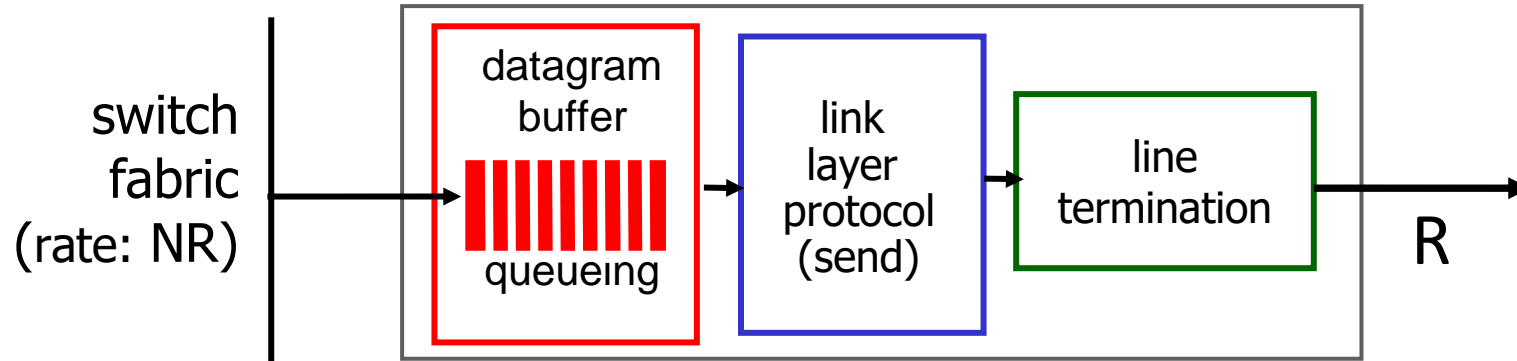 switch
fabric
(rate: NR)
datagram
buffer
queueing
link
layer
protocol
(send)
line
termination
R